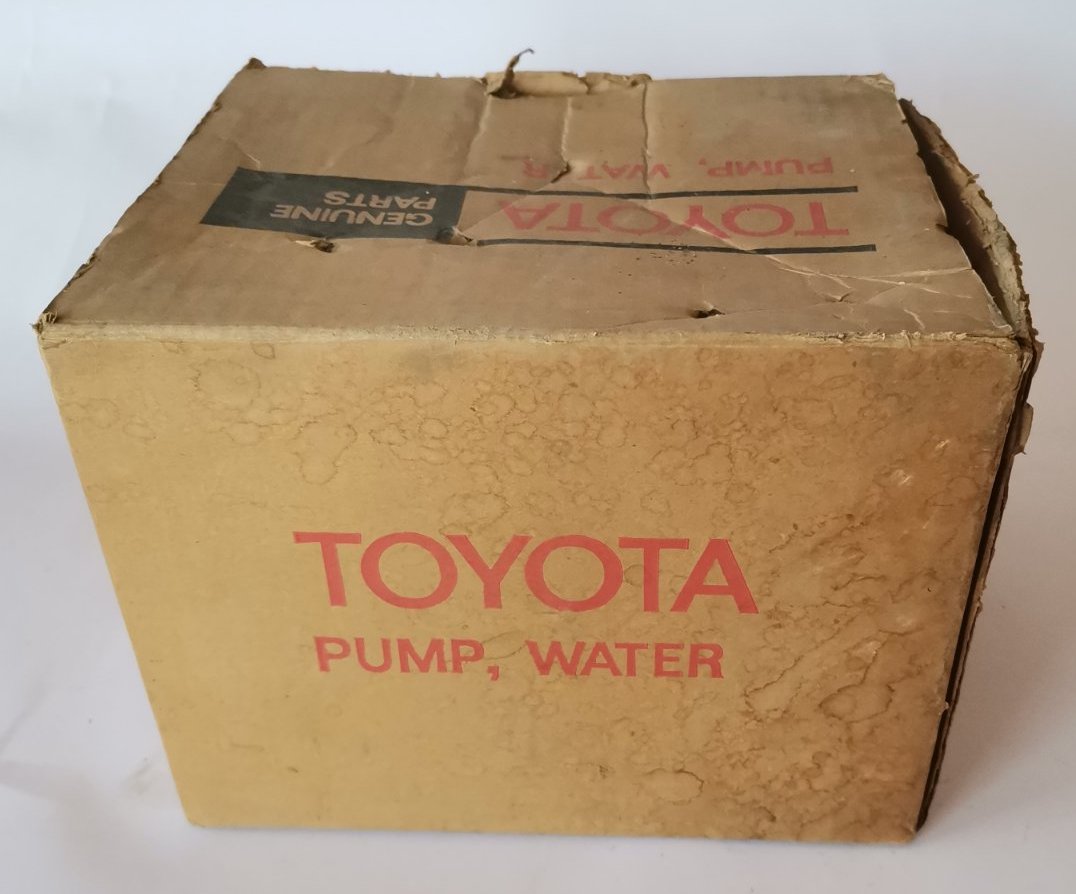 PUMP, WATER
TOYOTA
GENUINE
PARTS
TOYOTA
PUMP, WATER